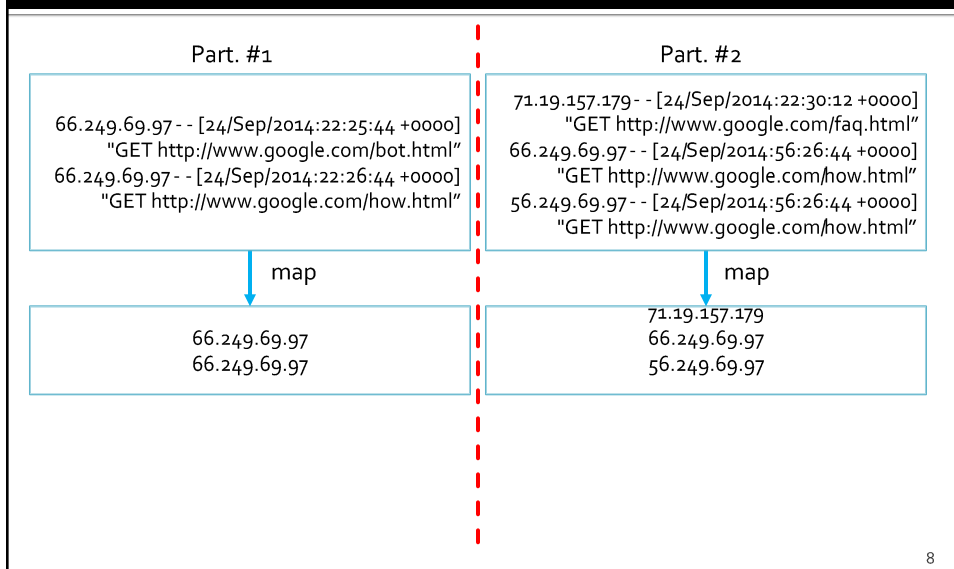 Part. #1
66.249.69.97 - - [24/Sep/2014:22:25:44 +0000]
"GET http://www.google.com/bot.html”
66.249.69.97 - - [24/Sep/2014:22:26:44 +0000]
"GET http://www.google.com/how.html”
map
66.249.69.97
66.249.69.97
Part. #2
71.19.157.179 - - [24/Sep/2014:22:30:12 +0000]
"GET http://www.google.com/faq.html”
66.249.69.97 - - [24/Sep/2014:56:26:44 +0000]
"GET http://www.google.com/how.html”
56.249.69.97 - - [24/Sep/2014:56:26:44 +0000]
"GET http://www.google.com/how.html”
map
71.19.157.179
66.249.69.97
56.249.69.97
8